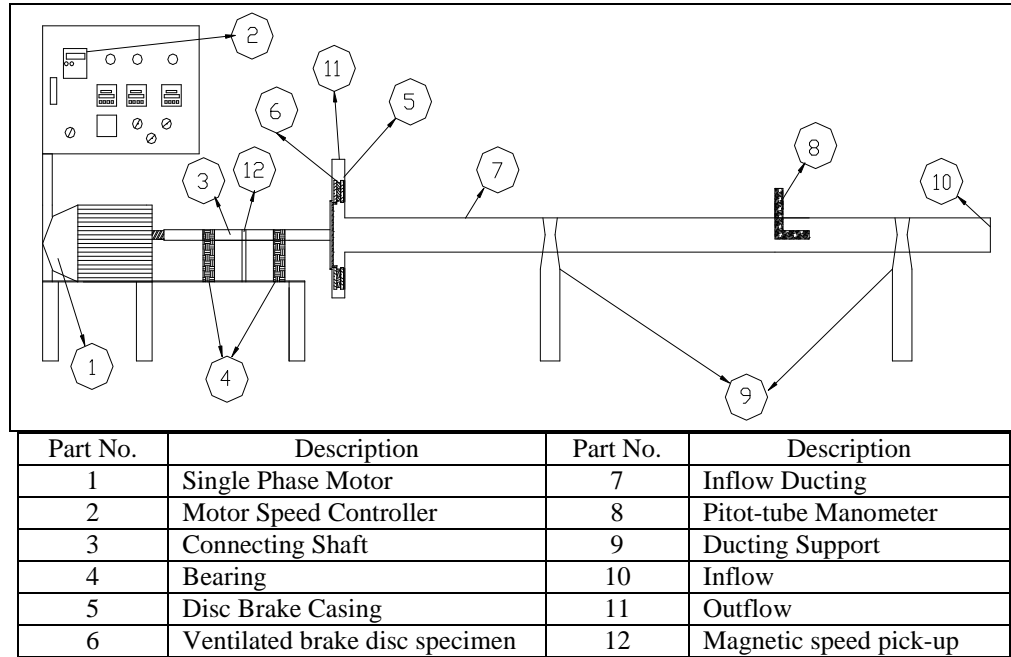 2
11
5
6
3
12
7
8
10
1
4
9
Part No. Description Part No. Description
1 Single Phase Motor 7 Inflow Ducting
2 Motor Speed Controller 8 Pitot-tube Manometer
3 Connecting Shaft 9 Ducting Support
4 Bearing 10 Inflow
5 Disc Brake Casing 11 Outflow
6 Ventilated brake disc specimen 12 Magnetic speed pick-up